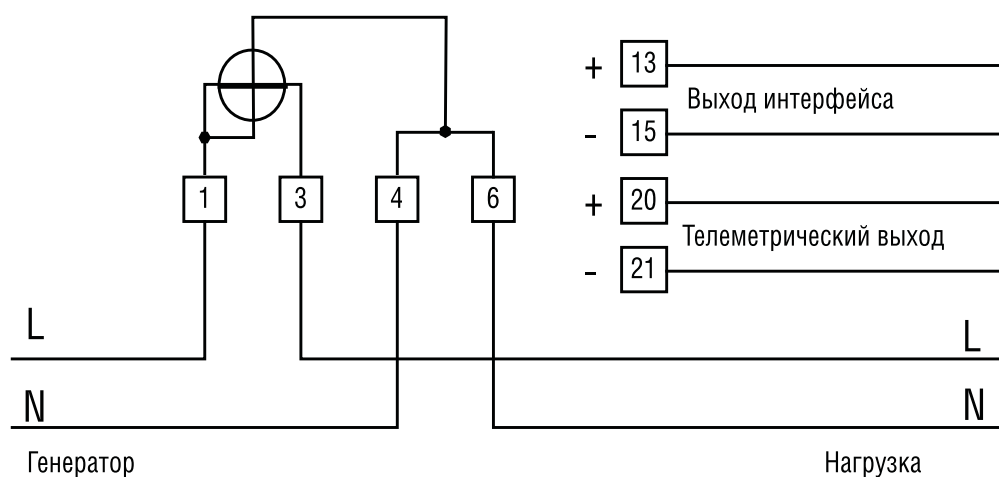 + 13
Выход интерфейса
- 15
1 3 4 6
+ 20
Телеметрический выход
- 21
L L
N N
Генератор Нагрузка